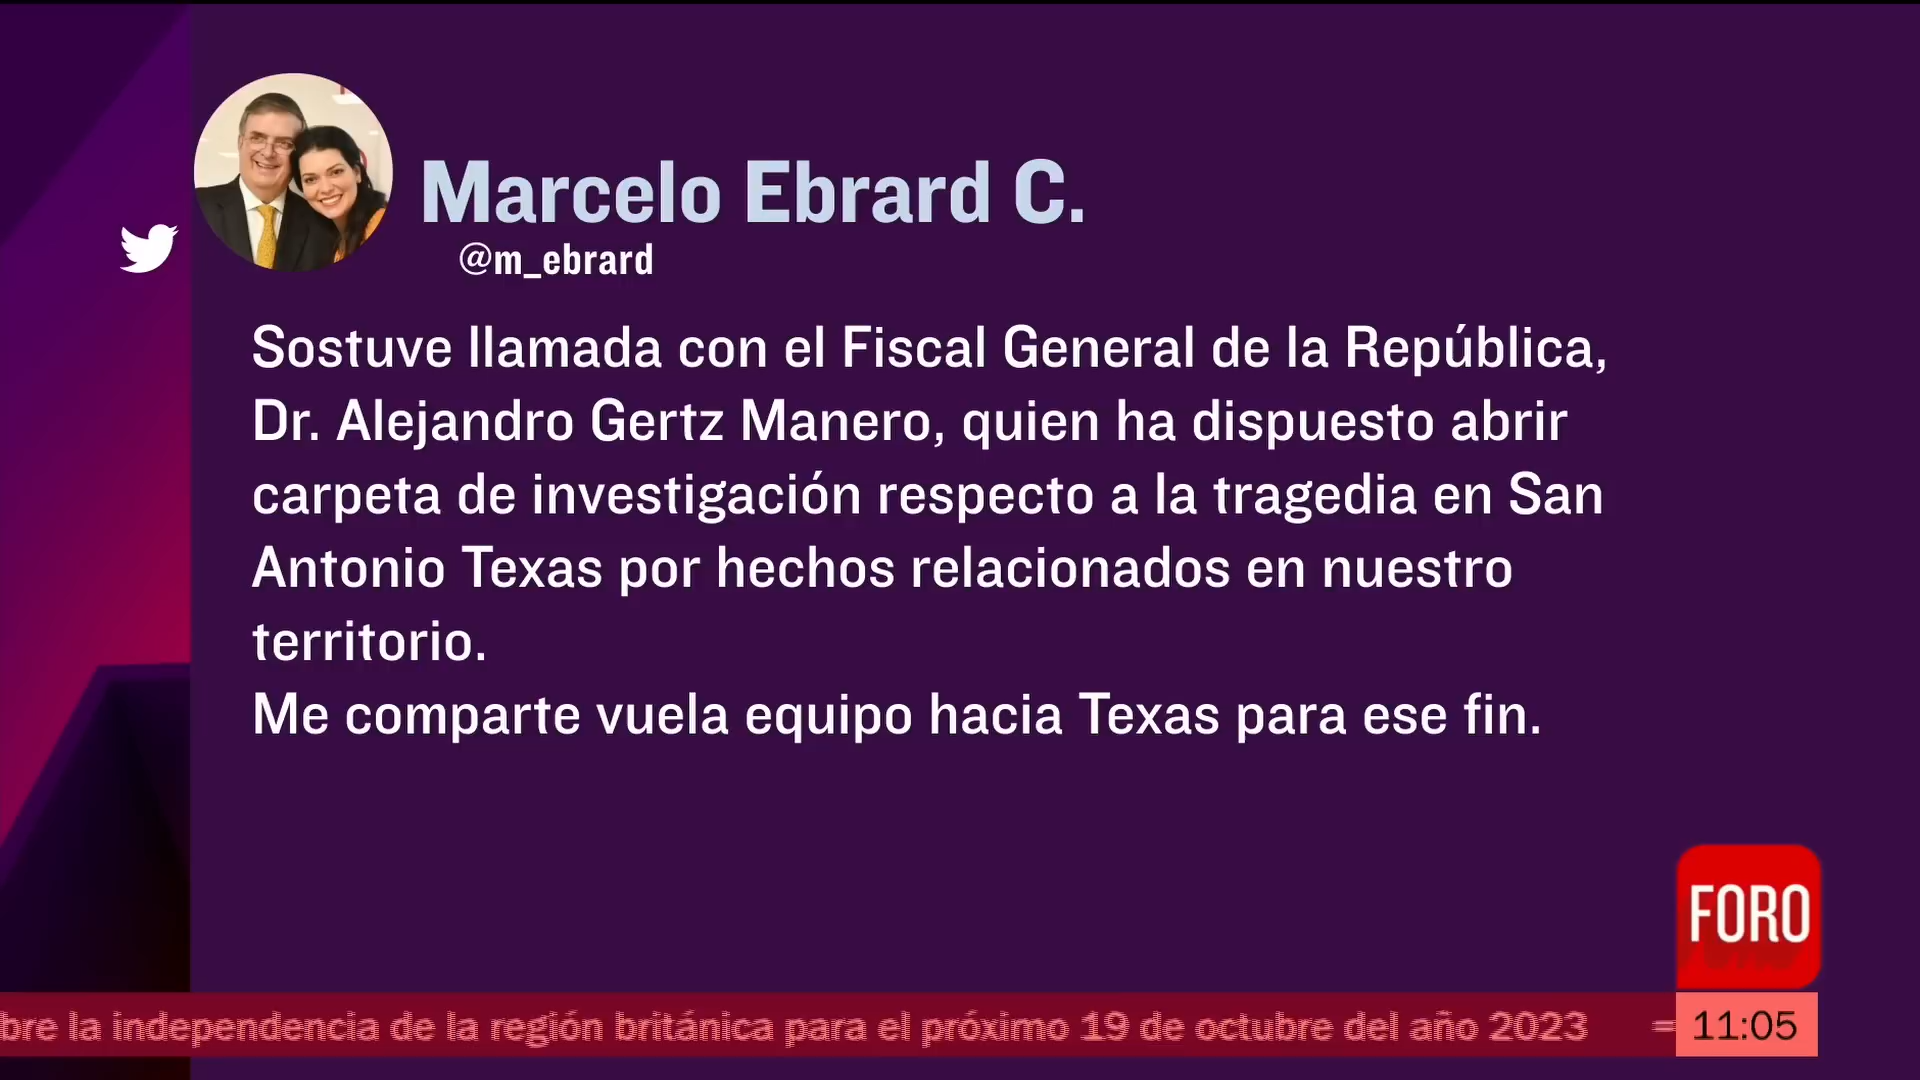 Marcelo Ebrard C.
@m_ebrard
Sostuve llamada con el Fiscal General de la República,
Dr. Alejandro Gertz Manero, quien ha dispuesto abrir
carpeta de investigación respecto a la tragedia en San
Antonio Texas por hechos relacionados en nuestro
territorio.
Me comparte vuela equipo hacia Texas para ese fin.
FORO
bre la independencia de la región británica para el próximo 19 de octubre del año 2023
11:05